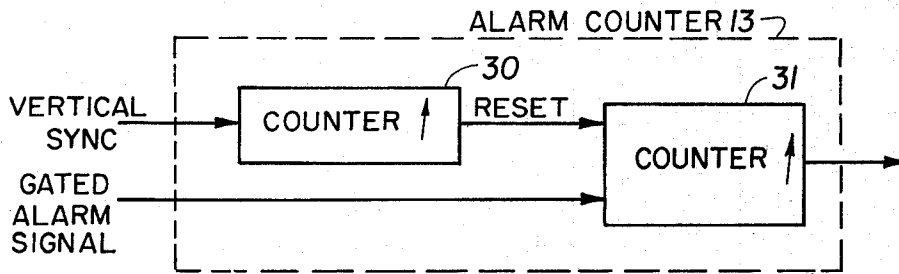 ALARM COUNTER 13
30
31
VERTICAL
SYNC
COUNTER
RESET
COUNTER
GATED
ALARM
SIGNAL